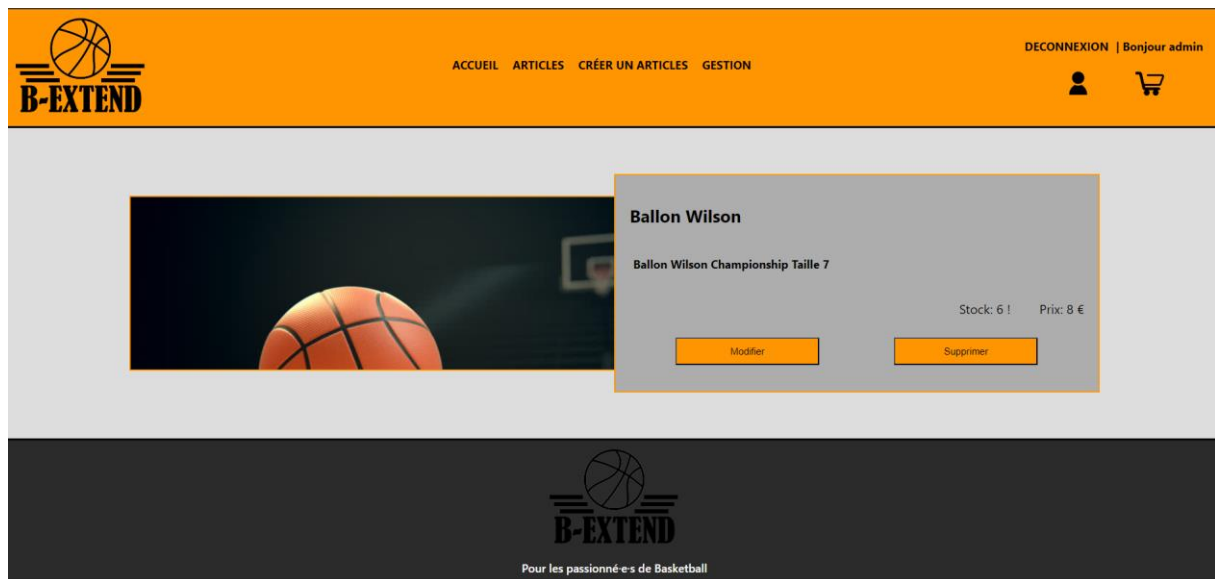 B-EXTEND
ACCUEIL ARTICLES CRÉER UN ARTICLES GESTION
DECONNEXION | Bonjour admin
Ballon Wilson
Ballon Wilson Championship Taille 7
Stock: 6 ! Prix: 8 €
Modifier Supprimer
B-EXTEND
Pour les passionné·e·s de Basketball